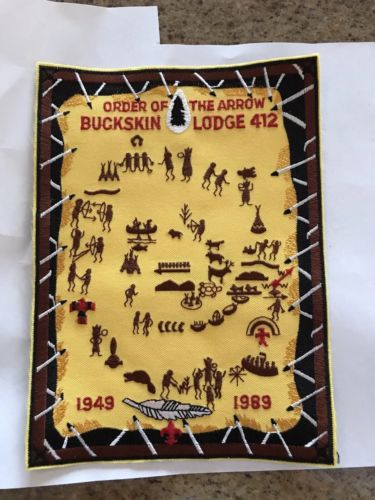 ORDER OF THE ARROW
BUCKSKIN LODGE 412
1949 1989